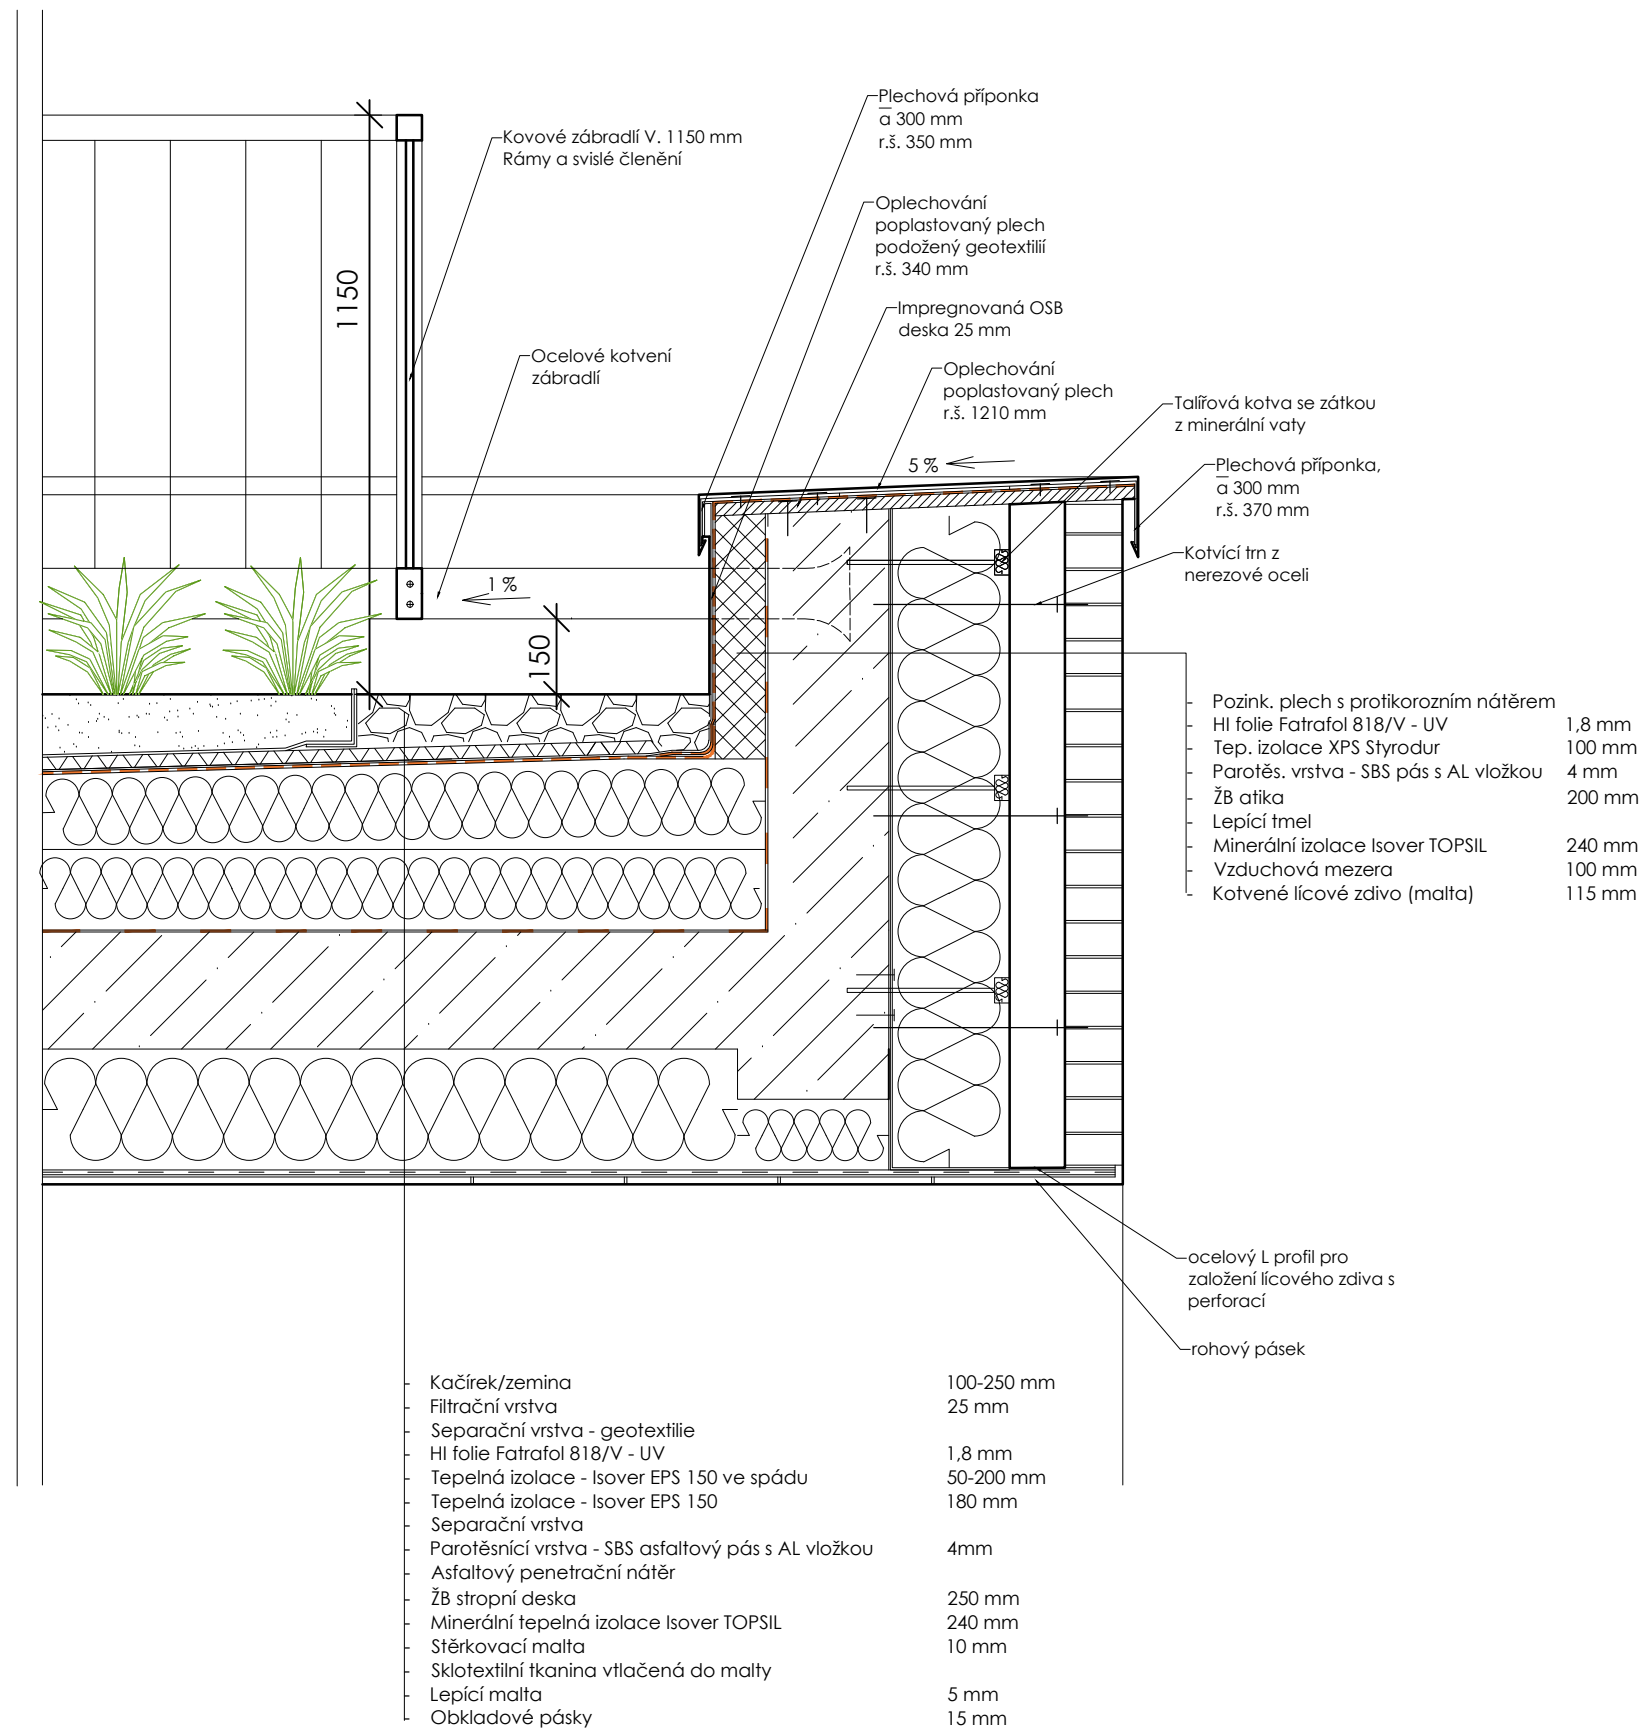 Plechová příponka
a 300 mm
r.š. 350 mm
Kovové zábradlí V. 1150 mm
Rámy a svislé členění
Oplechování
poplastovaný plech
podožený geotextilií
r.š. 340 mm
1150
Impregnovaná OSB
deska 25 mm
Ocelové kotvení
zábradlí
Oplechování
poplastovaný plech
r.š. 1210 mm
Talířová kotva se zátkou
z minerální vaty
5 %
Plechová příponka,
a 300 mm
r.š. 370 mm
Kotvící trn z
nerezové oceli
1 %
150
- Pozink. plech s protikorozním nátěrem
- HI folie Fatrafol 818/V - UV 1,8 mm
- Tep. izolace XPS Styrodur 100 mm
- Parotěs. vrstva - SBS pás s AL vložkou 4 mm
- ŽB atika 200 mm
- Lepící tmel
- Minerální izolace Isover TOPSIL 240 mm
- Vzduchová mezera 100 mm
- Kotvené lícové zdivo (malta) 115 mm
ocelový L profil pro
založení lícového zdiva s
perforací
rohový pásek
- Kačírek/zemina 100-250 mm
- Filtrační vrstva 25 mm
- Separační vrstva - geotextilie
- HI folie Fatrafol 818/V - UV 1,8 mm
- Tepelná izolace - Isover EPS 150 ve spádu 50-200 mm
- Tepelná izolace - Isover EPS 150 180 mm
- Separační vrstva
- Parotěsnící vrstva - SBS asfaltový pás s AL vložkou 4mm
- Asfaltový penetrační nátěr
- ŽB stropní deska 250 mm
- Minerální tepelná izolace Isover TOPSIL 240 mm
- Stěrkovací malta 10 mm
- Sklotextilní tkanina vtlačená do malty
- Lepící malta 5 mm
- Obkladové pásky 15 mm